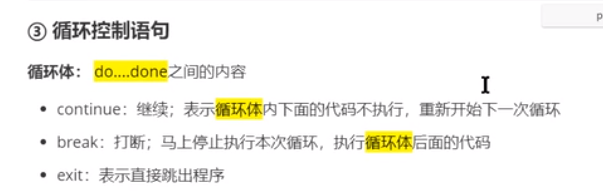 p
③ 循环控制语句
循环体： do....done之间的内容
• continue：继续；表示循环体内下面的代码不执行，重新开始下一次循环
• break：打断；马上停止执行本次循环，执行循环体后面的代码
• exit：表示直接跳出程序